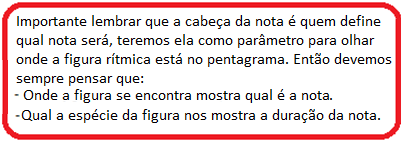 Importante lembrar que a cabeça da nota é quem define
qual nota será, teremos ela como parâmetro para olhar
onde a figura rítmica está no pentagrama. Então devemos
sempre pensar que:
- Onde a figura se encontra mostra qual é a nota.
-Qual a espécie da figura nos mostra a duração da nota.